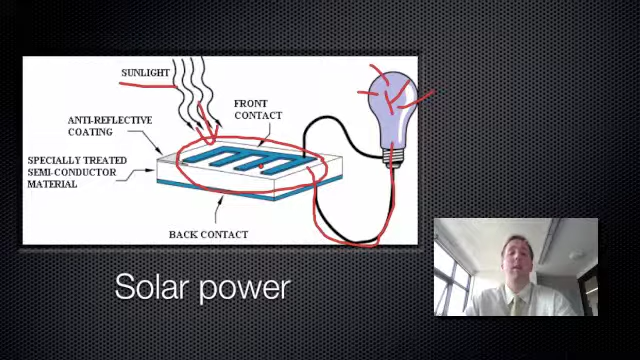 SUNLIGHT
FRONT
CONTACT
ANTI-REFLECTIVE
COATING
SPECIALLY TREATED
SEMI-CONDUCTOR
MATERIAL
BACK CONTACT
Solar power